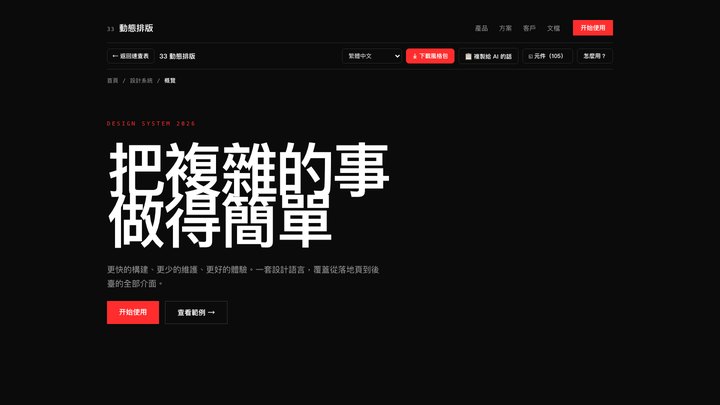 33 動態排版
產品 方案 客戶 文檔 开始使用
← 返回速查表 33 動態排版 繁體中文 下載風格包 📋 複製給 AI 的話 元件（105） 怎麼用？
首頁 / 設計系統 / 概覽
DESIGN SYSTEM 2026
把複雜的事
做得簡單
更快的構建、更少的維護、更好的體驗。一套設計語言，覆蓋從落地頁到後
臺的全部介面。
开始使用 查看範例 →